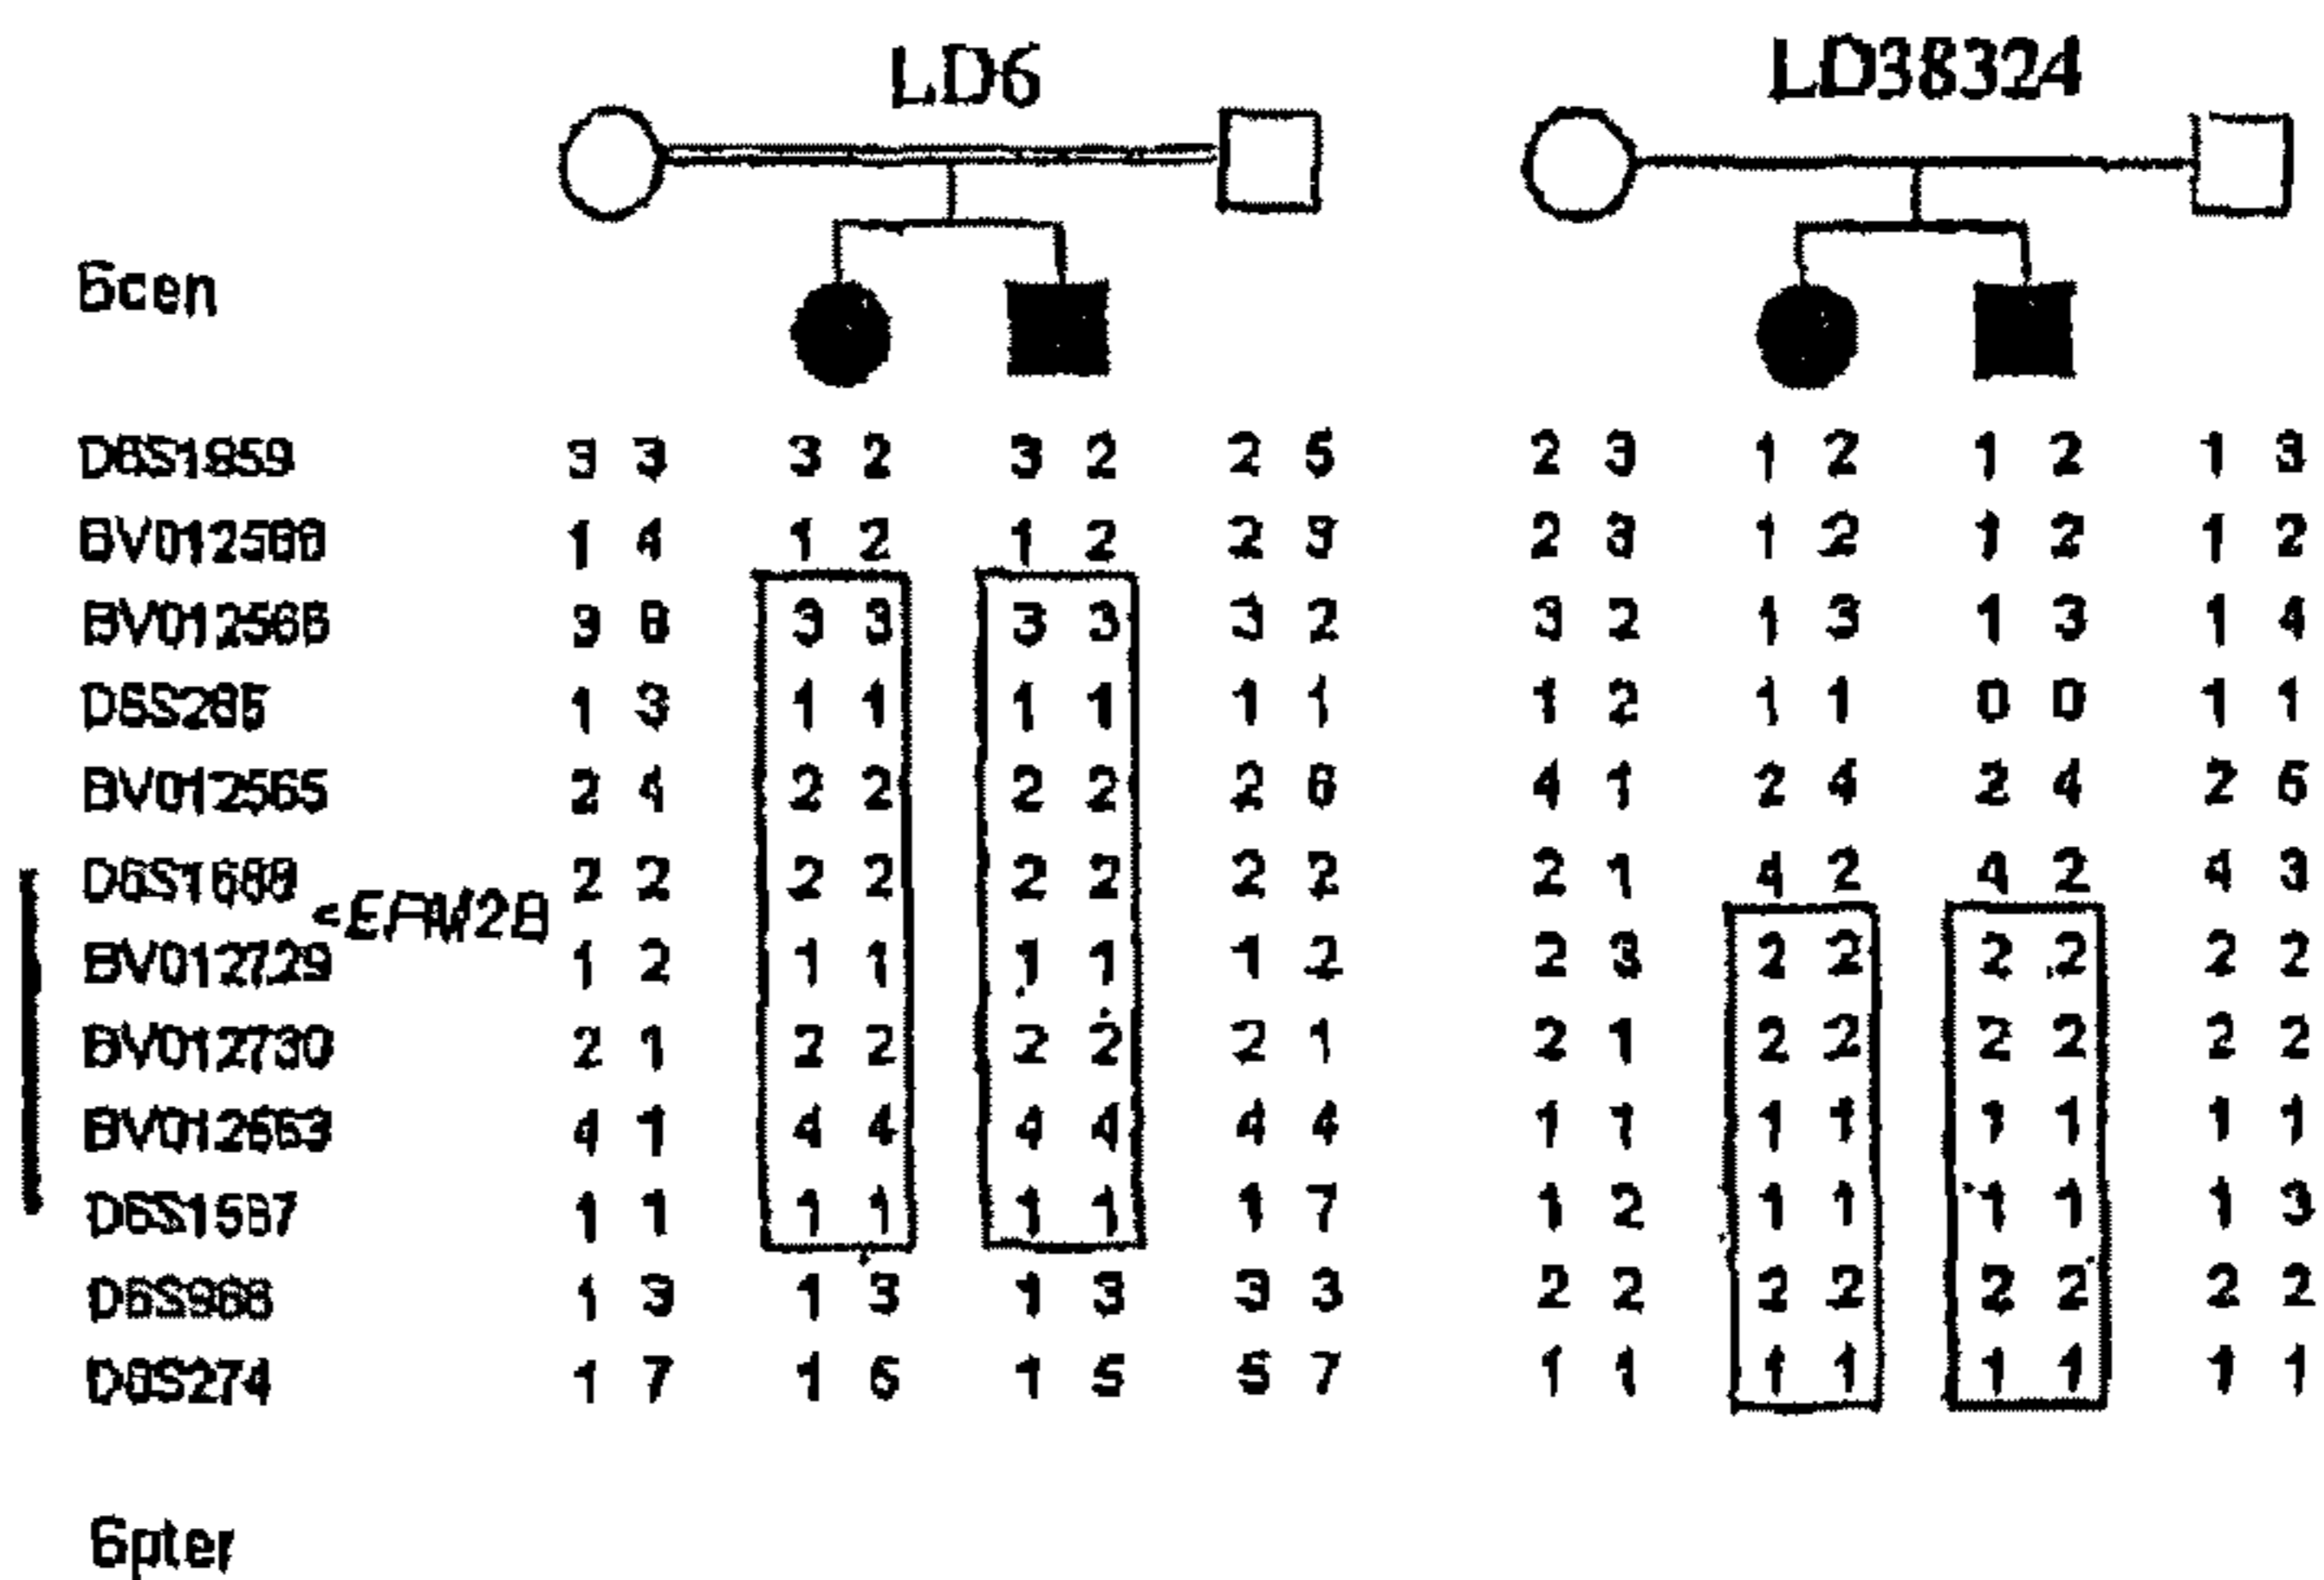 LD6 LD38324
6cen
D6S1959 3 3 3 2 3 2 2 5 2 3 1 2 1 2 1 3
1 4 1 2 1 2 2 3 2 3 1 2 1 2 1 2
3 3 3 3 3 2 3 2 1 3 1 3 1 4
D6S285 1 3 1 1 1 1 1 1 1 2 1 1 0 0 1 1
BV012565 2 4 2 2 2 2 2 6 4 1 2 4 2 4 2
D6S1688 2 2 2 2 2 2 2 2 2 1 4 2 4 2 4 3
<EPM2B
BV012729 1 2 1 1 1 1 1 2 2 3 2 2 2 2 2 2
BV012730 2 1 2 2 2 2 2 1 2 1 2 2 2 2 2 2
4 1 4 4 4 4 4 4 1 1 1 1 1 1 1 1
D6S1567 1 1 1 1 1 1 1 7 1 2 1 1 1 1 1 3
1 3 1 3 1 3 3 3 2 2 2 2 2 2 2 2
D6S274 1 7 1 5 1 5 5 7 1 1 1 1 1 1 1 1
6pter